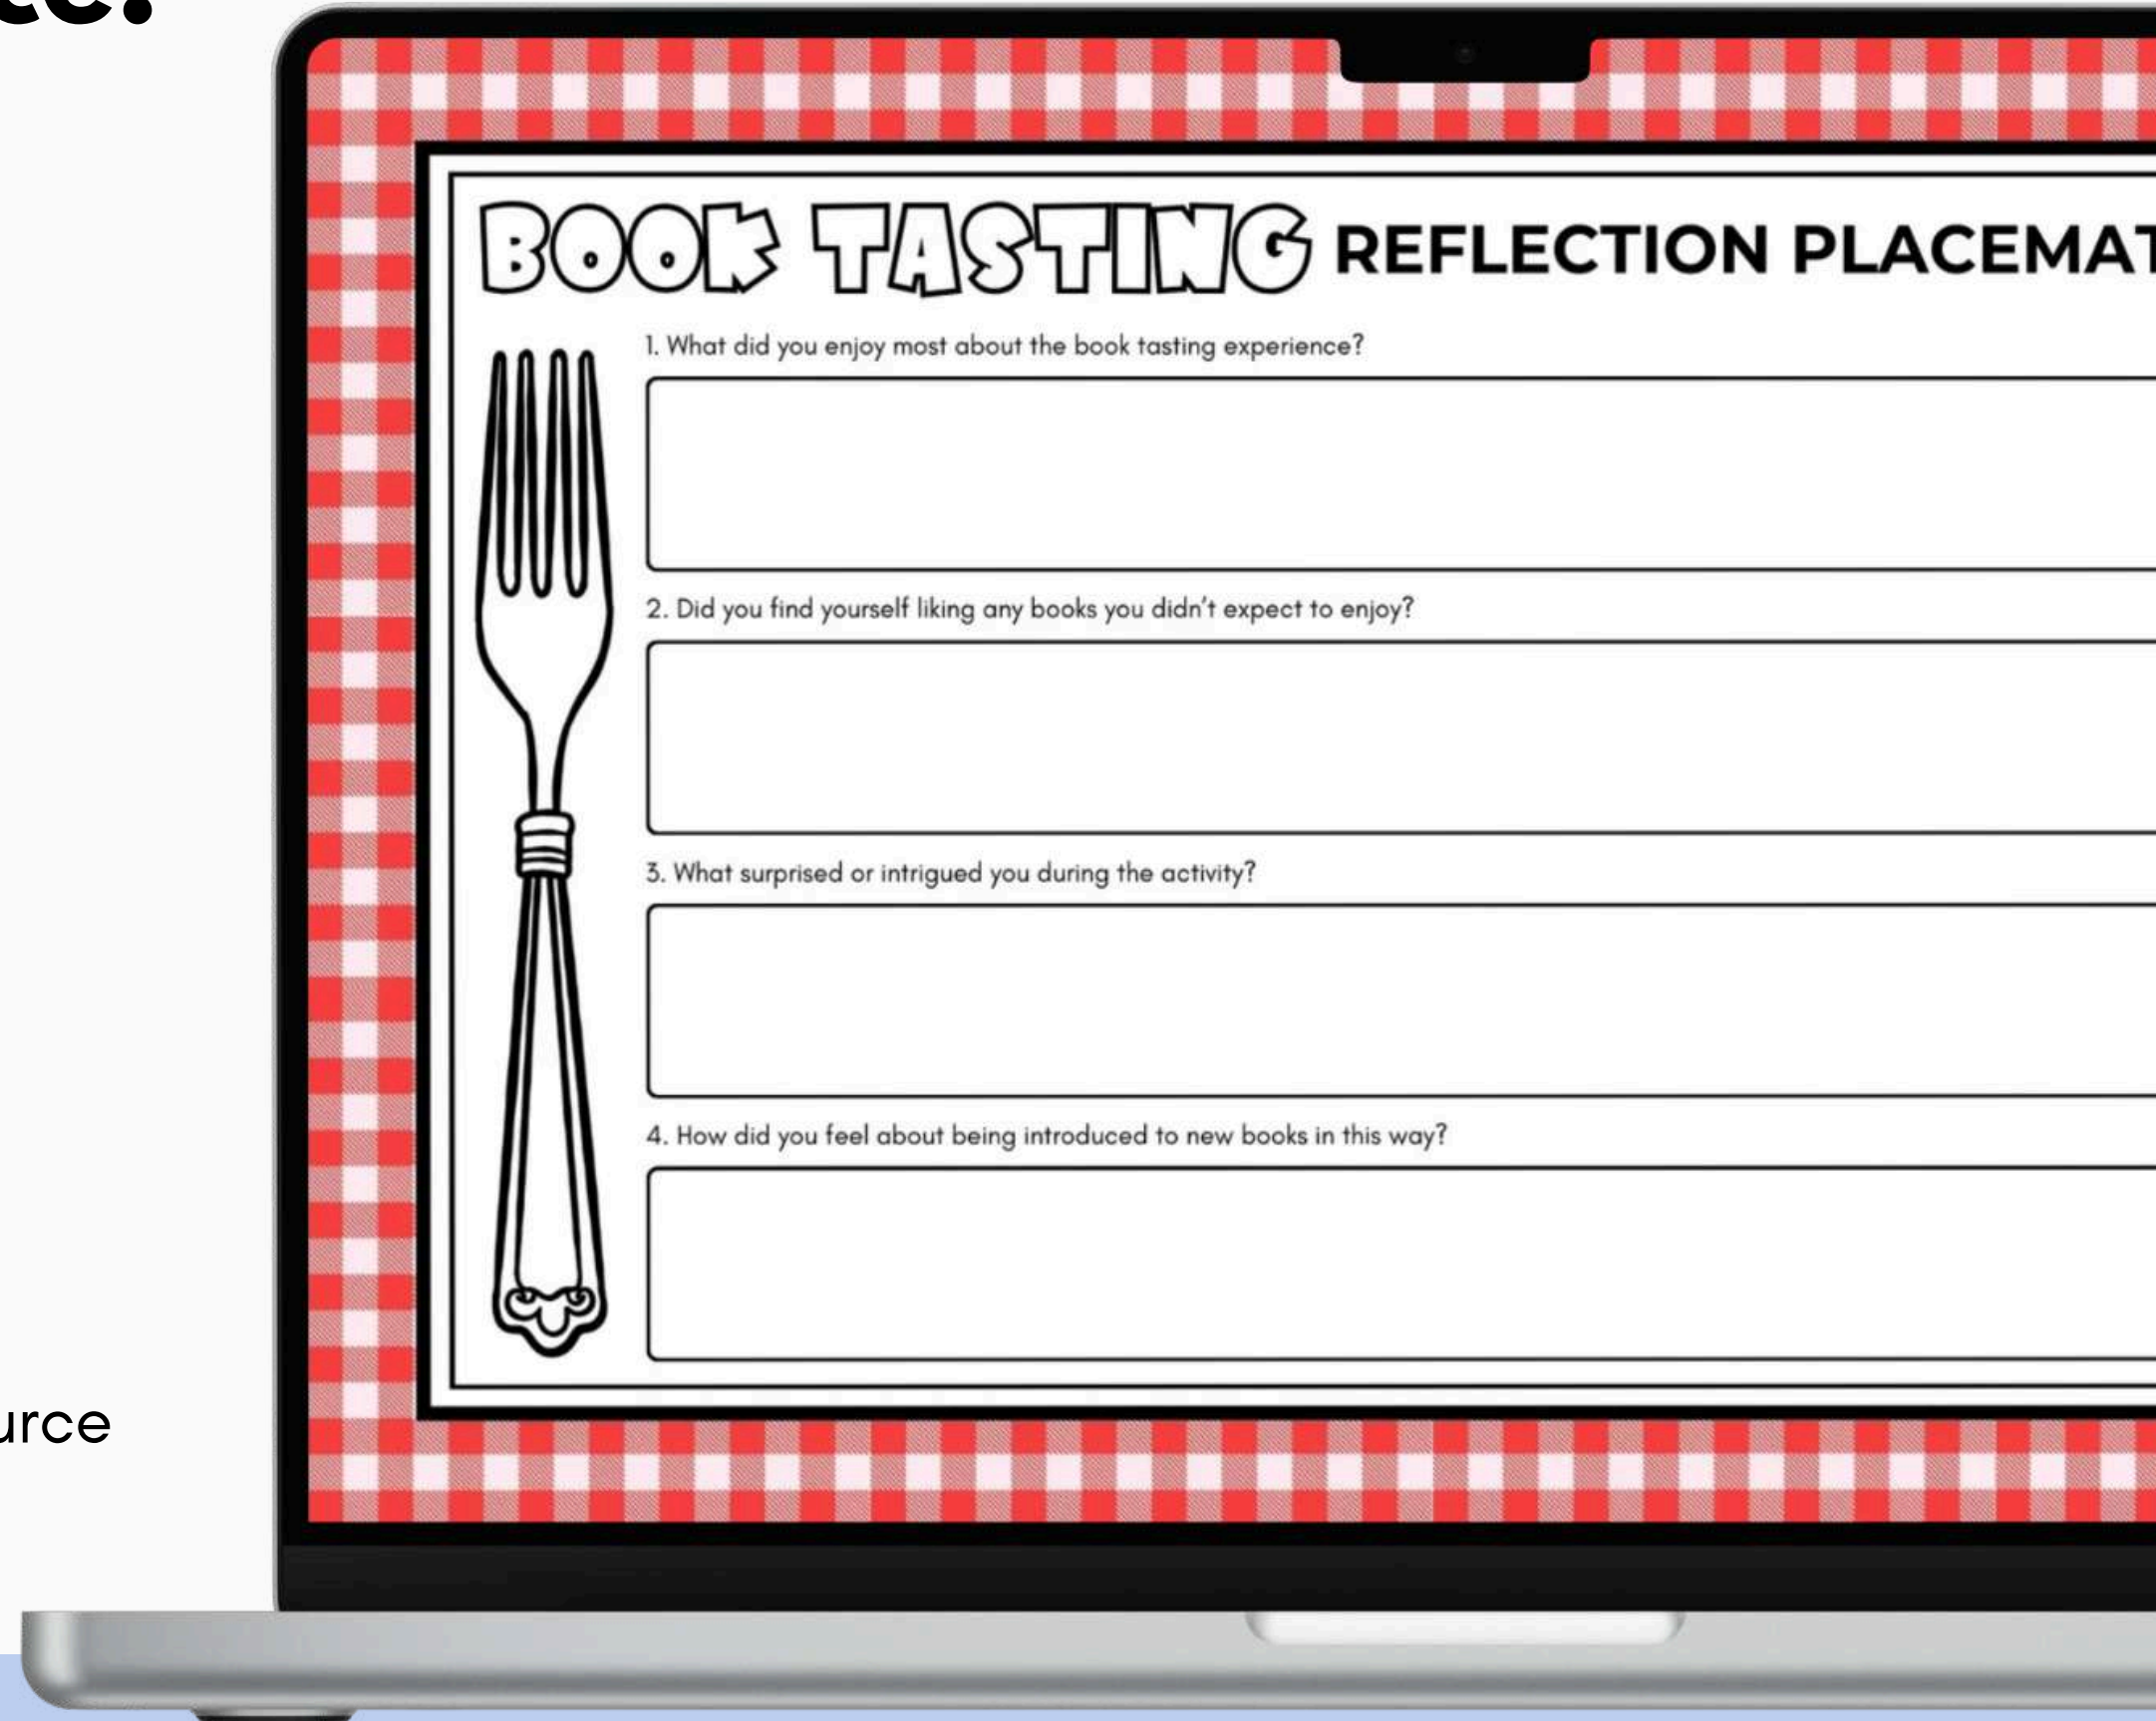 BOOK TASTING REFLECTION PLACEMAT
1. What did you enjoy most about the book tasting experience?
2. Did you find yourself liking any books you didn't expect to enjoy?
3. What surprised or intrigued you during the activity?
4. How did you feel about being introduced to new books in this way?